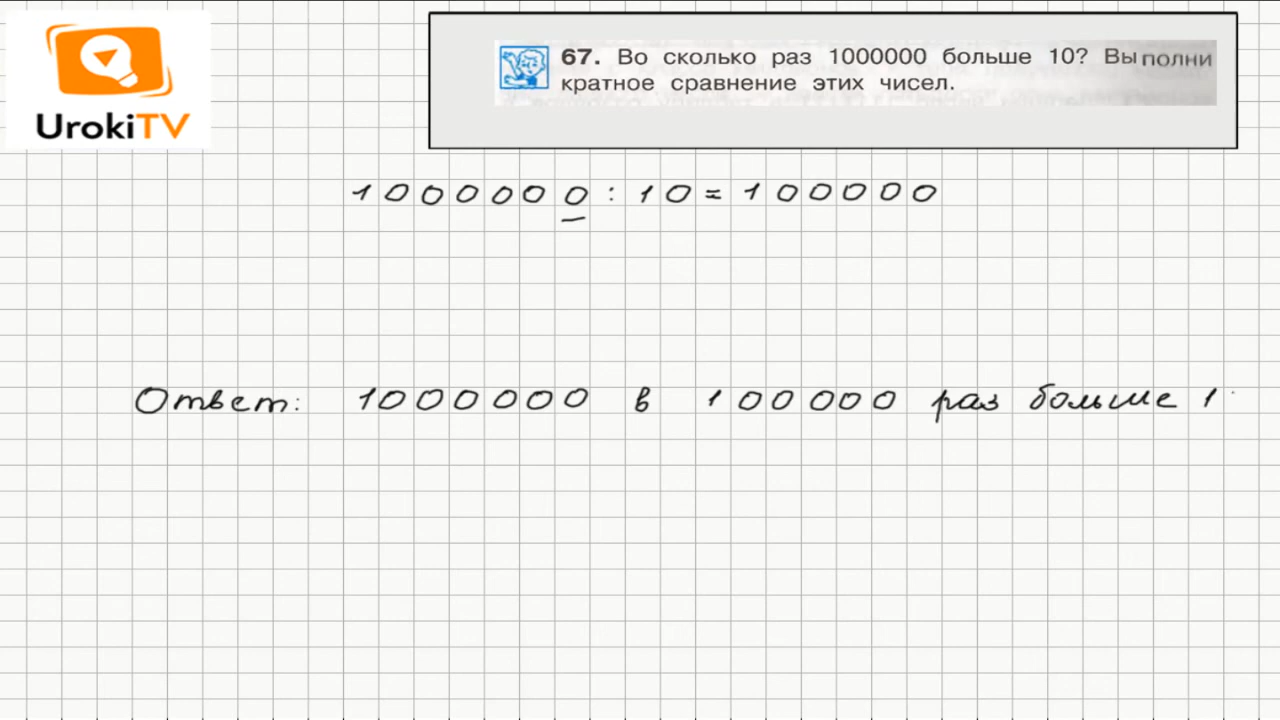 UrokiTV
67. Во сколько раз 1000000 больше 10? Выполни
кратное сравнение этих чисел.
1000000 : 10 = 100000
Ответ: 1000000 в 100000 раз больше 1